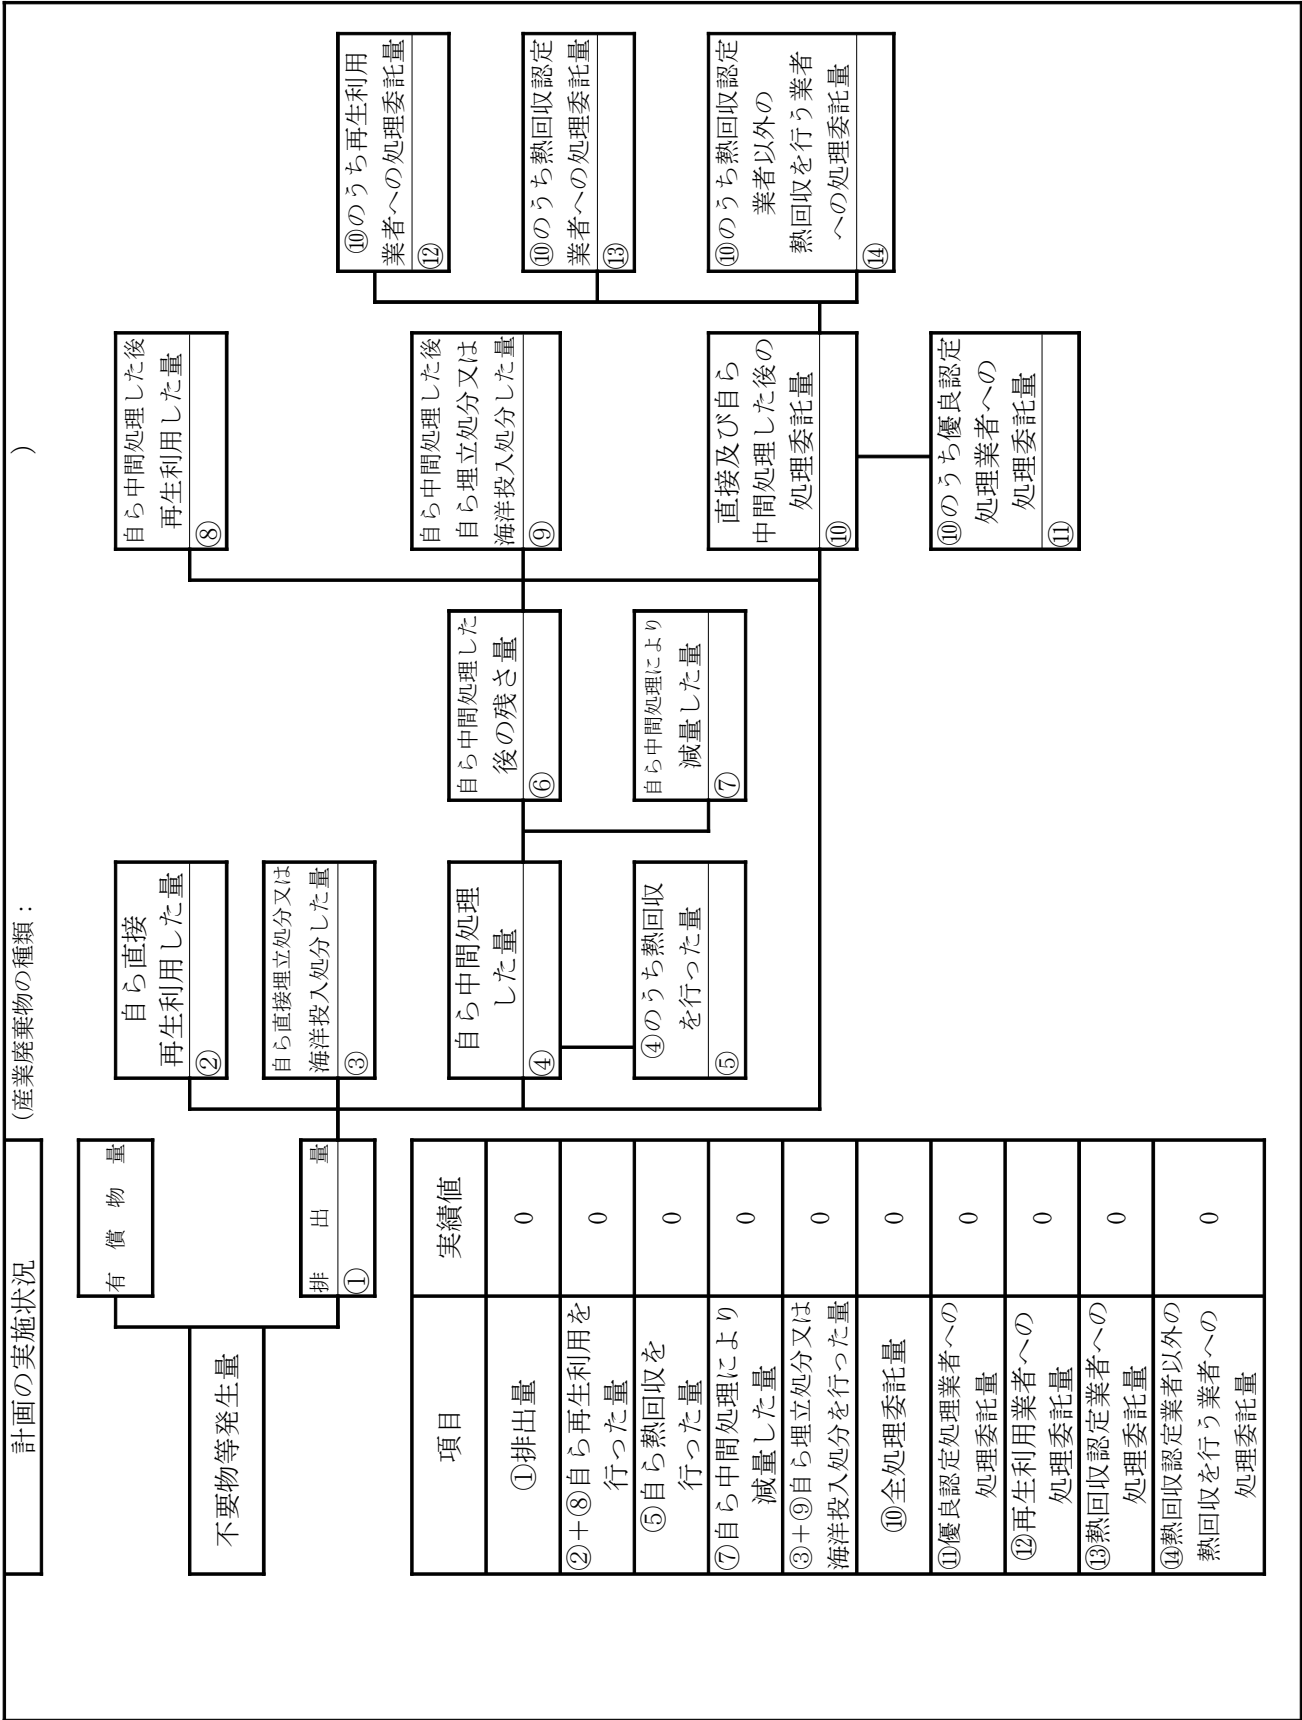 計画の実施状況
(産業廃棄物の種類：　　　　)
不要物等発生量
有償物量
排出量
①
自ら直接
再生利用した量
②
自ら直接埋立処分又は
海洋投入処分した量
③
自ら中間処理
した量
④
④のうち熱回収
を行った量
⑤
自ら中間処理した
後の残さ量
⑥
自ら中間処理により
減量した量
⑦
自ら中間処理した後
再生利用した量
⑧
自ら中間処理した後
自ら埋立処分又は
海洋投入処分した量
⑨
直接及び自ら
中間処理した後の
処理委託量
⑩
⑩のうち優良認定
処理業者への
処理委託量
⑪
⑩のうち再生利用
業者への処理委託量
⑫
⑩のうち熱回収認定
業者への処理委託量
⑬
⑩のうち熱回収認定
業者以外の
熱回収を行う業者
への処理委託量
⑭
項目 実績値
①排出量 0
②＋⑧自ら再生利用を
行った量 0
⑤自ら熱回収を
行った量 0
⑦自ら中間処理により
減量した量 0
③＋⑨自ら埋立処分又は
海洋投入処分を行った量 0
⑩全処理委託量 0
⑪優良認定処理業者への
処理委託量 0
⑫再生利用業者への
処理委託量 0
⑬熱回収認定業者への
処理委託量 0
⑭熱回収認定業者以外の
熱回収を行う業者への
処理委託量 0